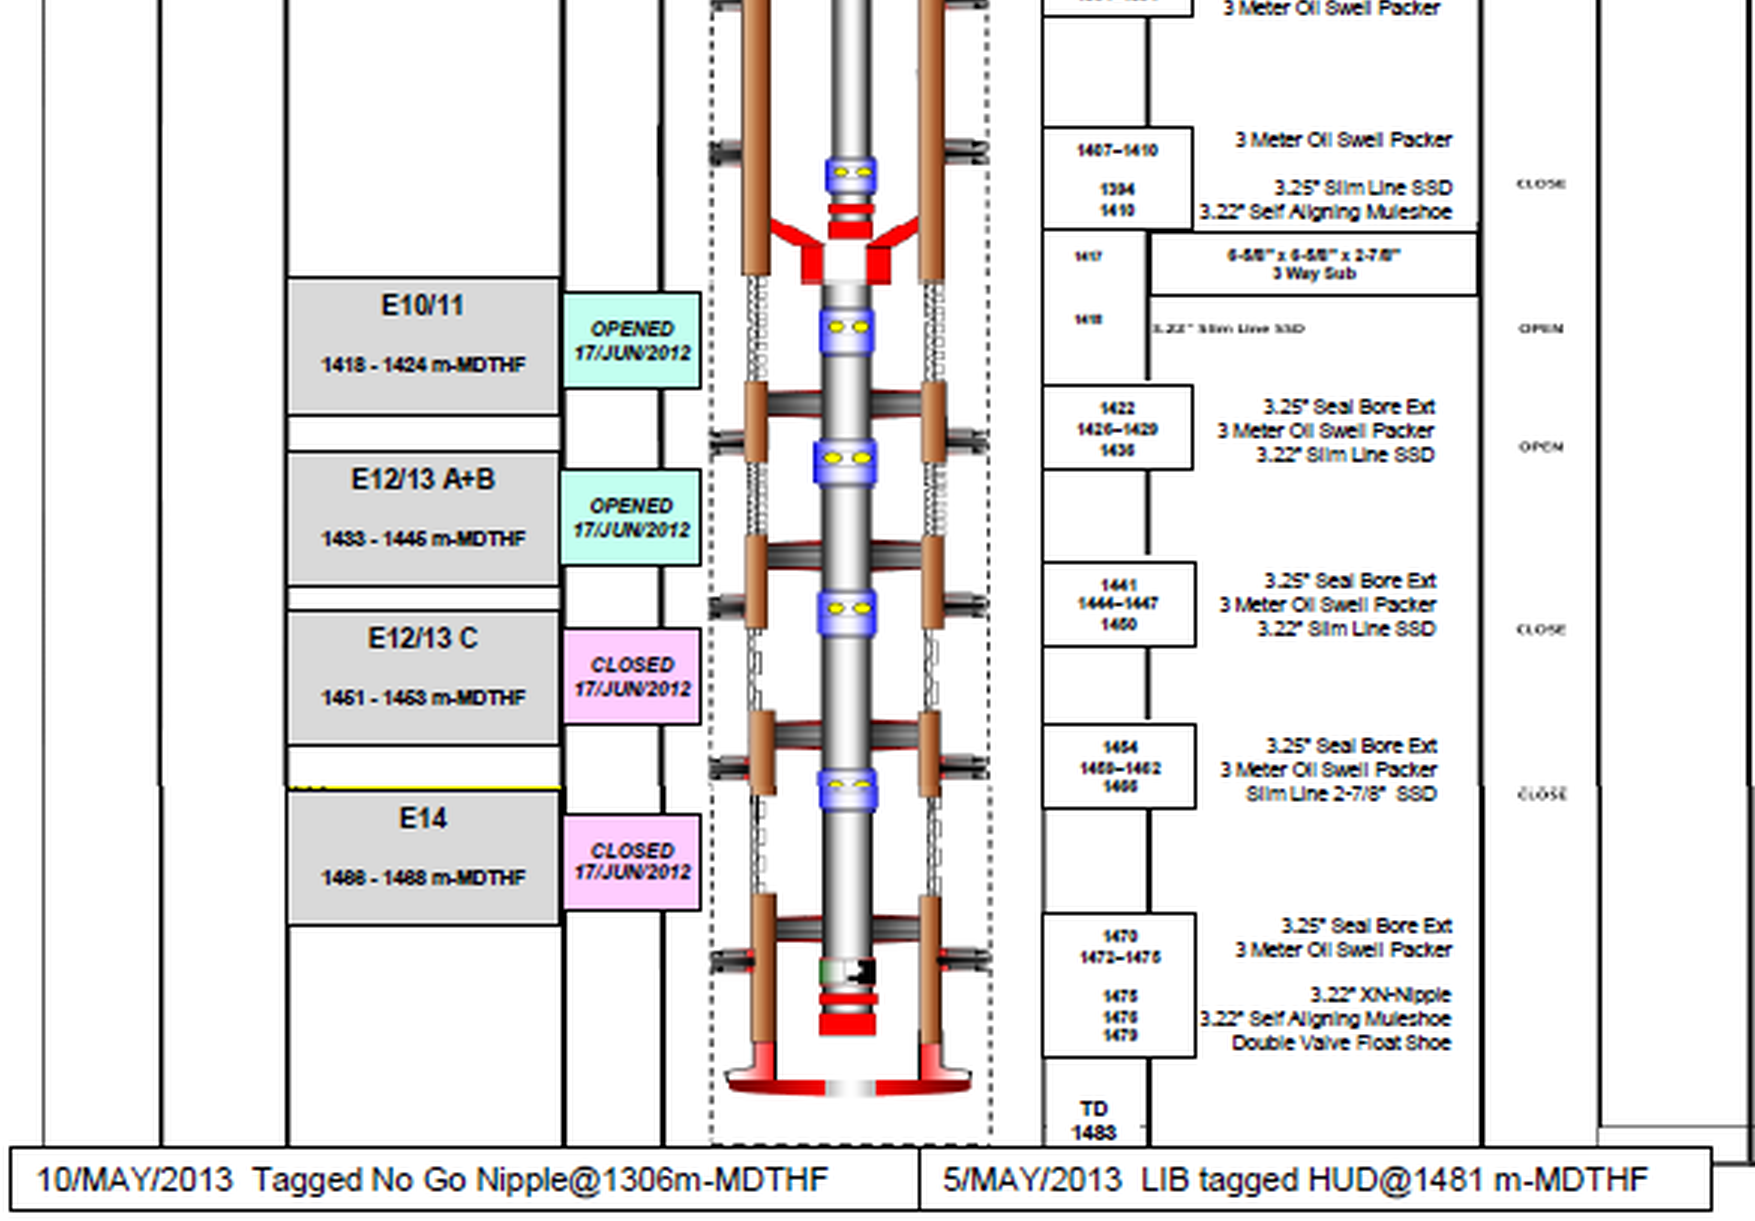 3 Meter Oil Swell Packer
1407-1410
3 Meter Oil Swell Packer
1394
3.25" Slim Line SSD
CLOSE
1410
3.22" Self Aligning Muleshoe
1417
6-5/8" x 6-5/8" x 2-7/8"
3 Way Sub
E10/11
1418 - 1424 m-MDTHF
OPENED
17/JUN/2012
1418
3.22" Slim Line SSD
OPEN
1422
3.25" Seal Bore Ext
1426-1429
3 Meter Oil Swell Packer
1436
3.22" Slim Line SSD
OPEN
E12/13 A+B
1433 - 1445 m-MDTHF
OPENED
17/JUN/2012
1441
3.25" Seal Bore Ext
1444-1447
3 Meter Oil Swell Packer
1450
3.22" Slim Line SSD
CLOSE
E12/13 C
1451 - 1453 m-MDTHF
CLOSED
17/JUN/2012
1454
3.25" Seal Bore Ext
1459-1462
3 Meter Oil Swell Packer
1466
Slim Line 2-7/8" SSD
CLOSE
E14
1466 - 1468 m-MDTHF
CLOSED
17/JUN/2012
1470
3.25" Seal Bore Ext
3 Meter Oil Swell Packer
1475
3.22" XN-Nipple
1476
3.22" Self Aligning Muleshoe
1479
Double Valve Float Shoe
TD
1483
10/MAY/2013 Tagged No Go Nipple@1306m-MDTHF
5/MAY/2013 LIB tagged HUD@1481 m-MDTHF